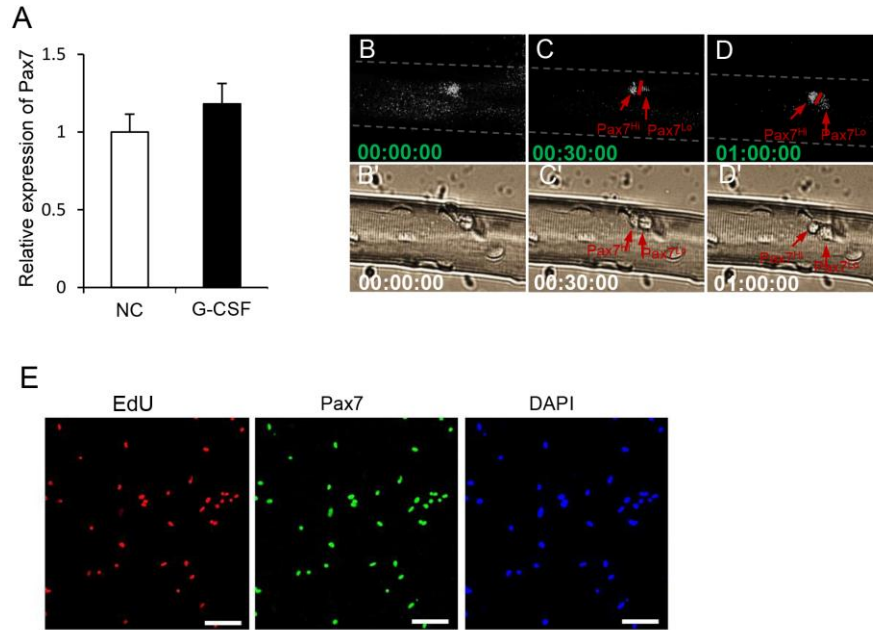 A
Relative expression of Pax7
1.5
1
0.5
0
NC
G-CSF
B
00:00:00
C
Pax7Hi
Pax7Lo
00:30:00
D
Pax7Hi
Pax7Lo
01:00:00
B'
00:00:00
C'
Pax7Hi
Pax7Lo
00:30:00
D'
Pax7Hi
Pax7Lo
01:00:00
E
EdU
Pax7
DAPI